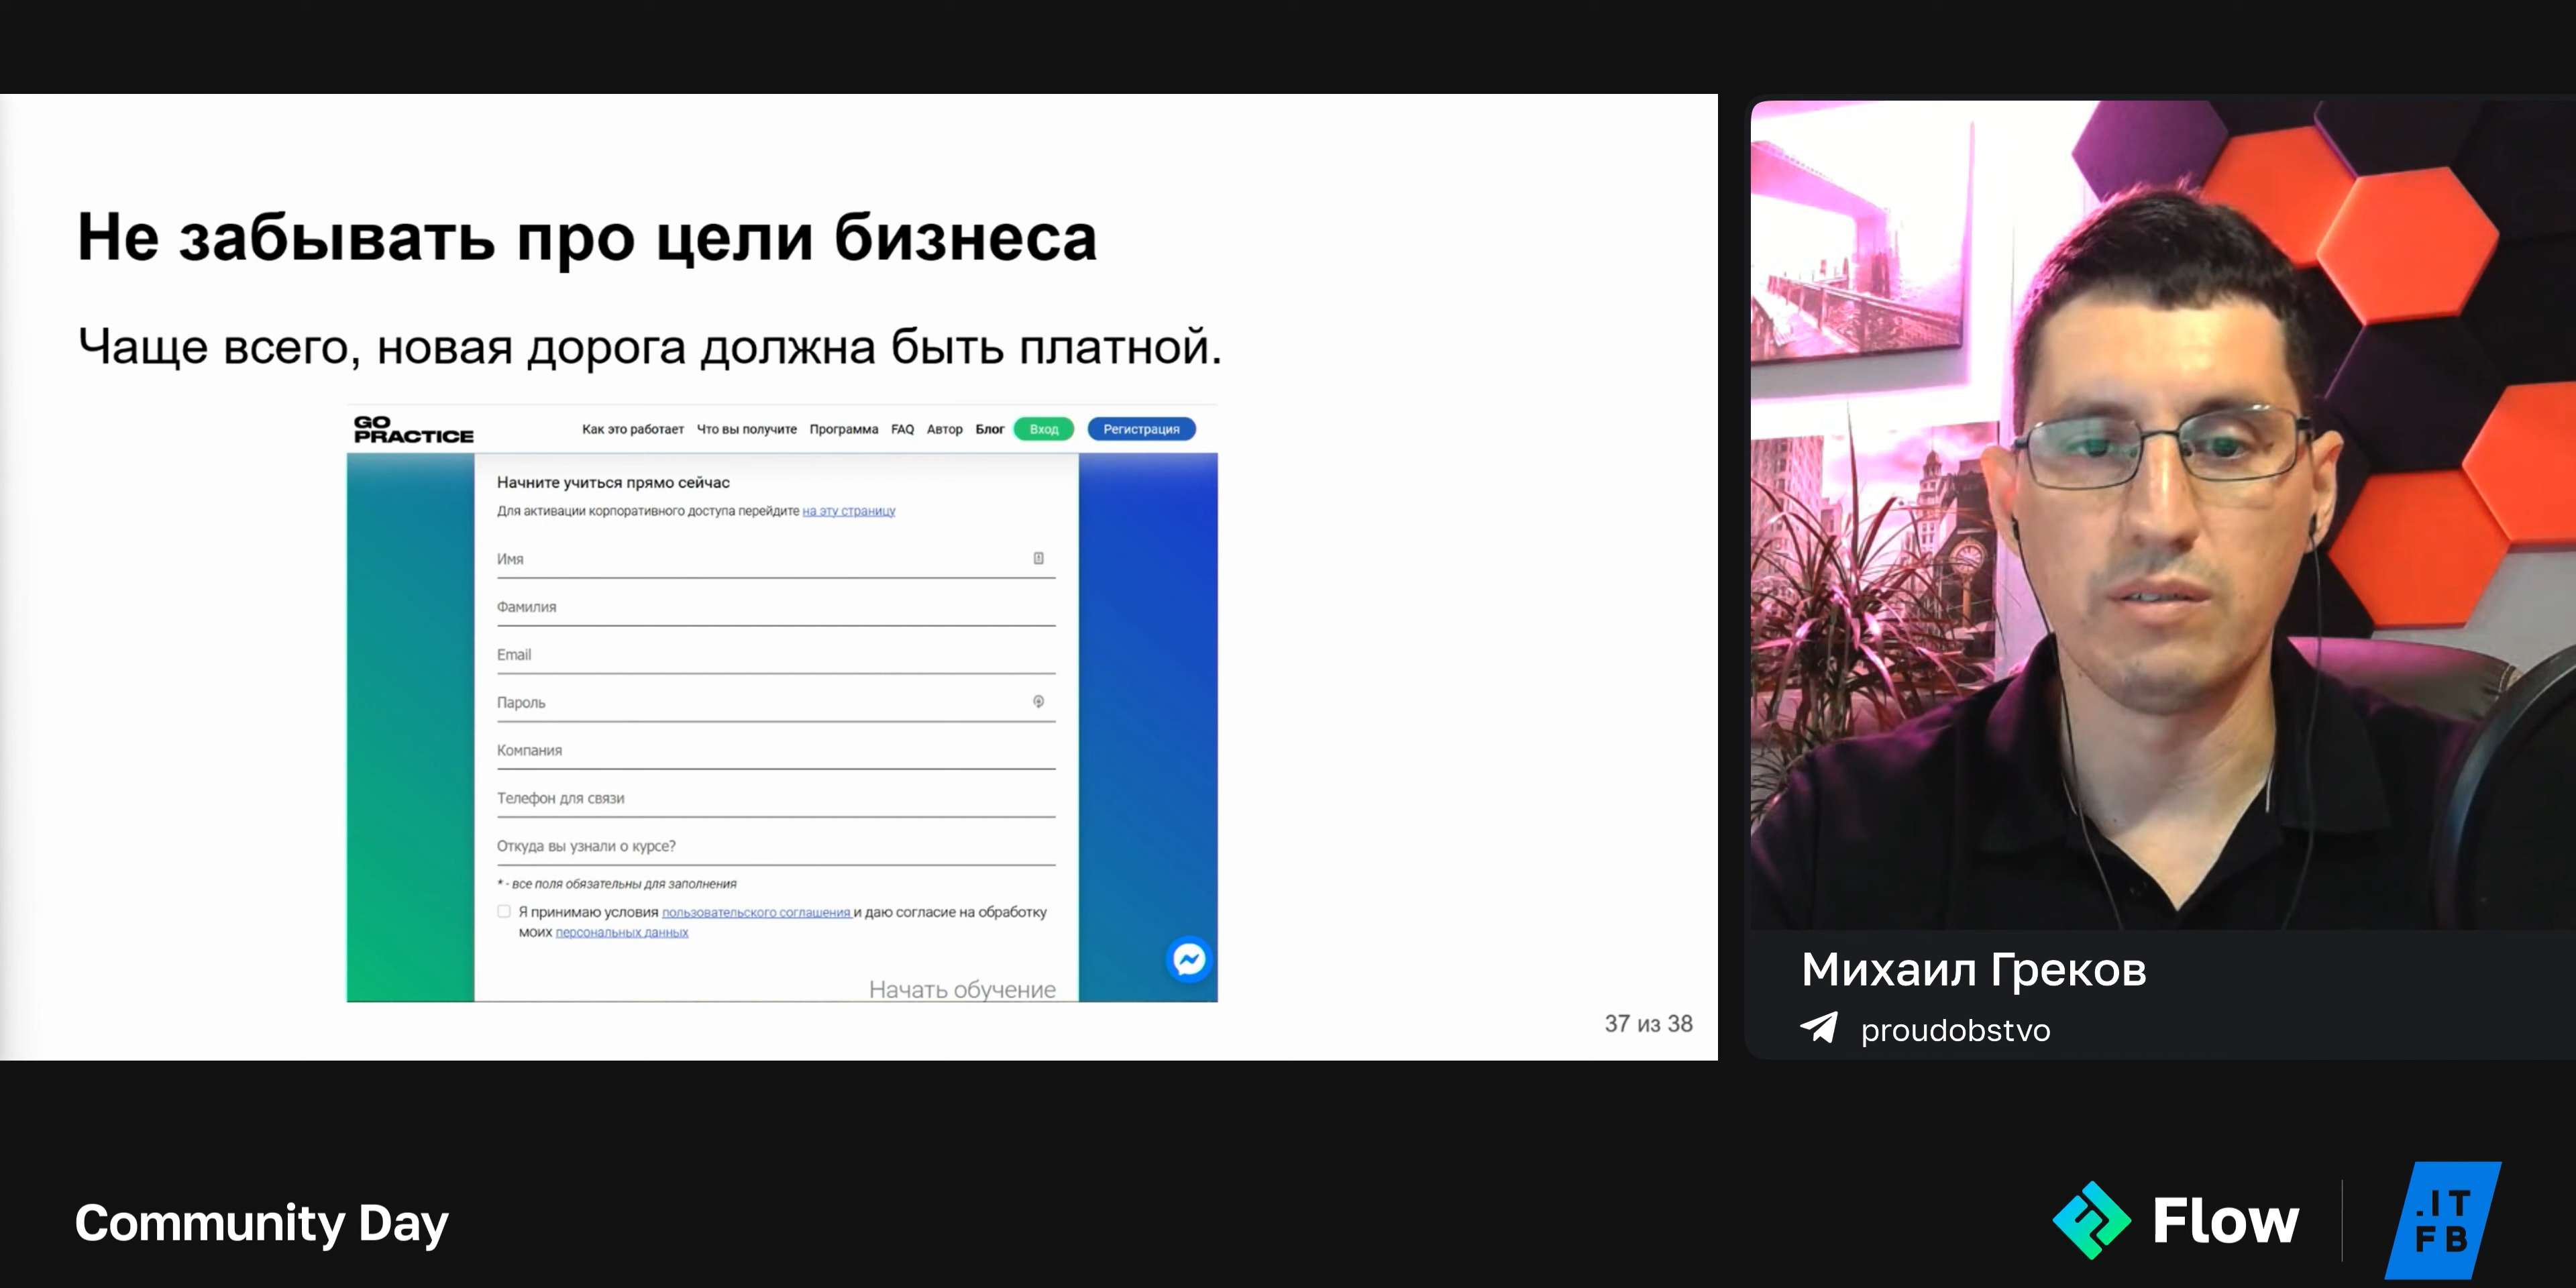 Не забывать про цели бизнеса
Чаще всего, новая дорога должна быть платной.
GO
PRACTICE
Как это работает Что вы получите Программа FAQ Автор Блог Вход Регистрация
Начните учиться прямо сейчас
Для активации корпоративного доступа перейдите на эту страницу
Имя
Фамилия
Email
Пароль
Компания
Телефон для связи
Откуда вы узнали о курсе?
* - все поля обязательны для заполнения
Я принимаю условия пользовательского соглашения и даю согласие на обработку
моих персональных данных
Начать обучение
37 из 38
Михаил Греков
proudobstvo
Community Day
Flow
.IT
FB